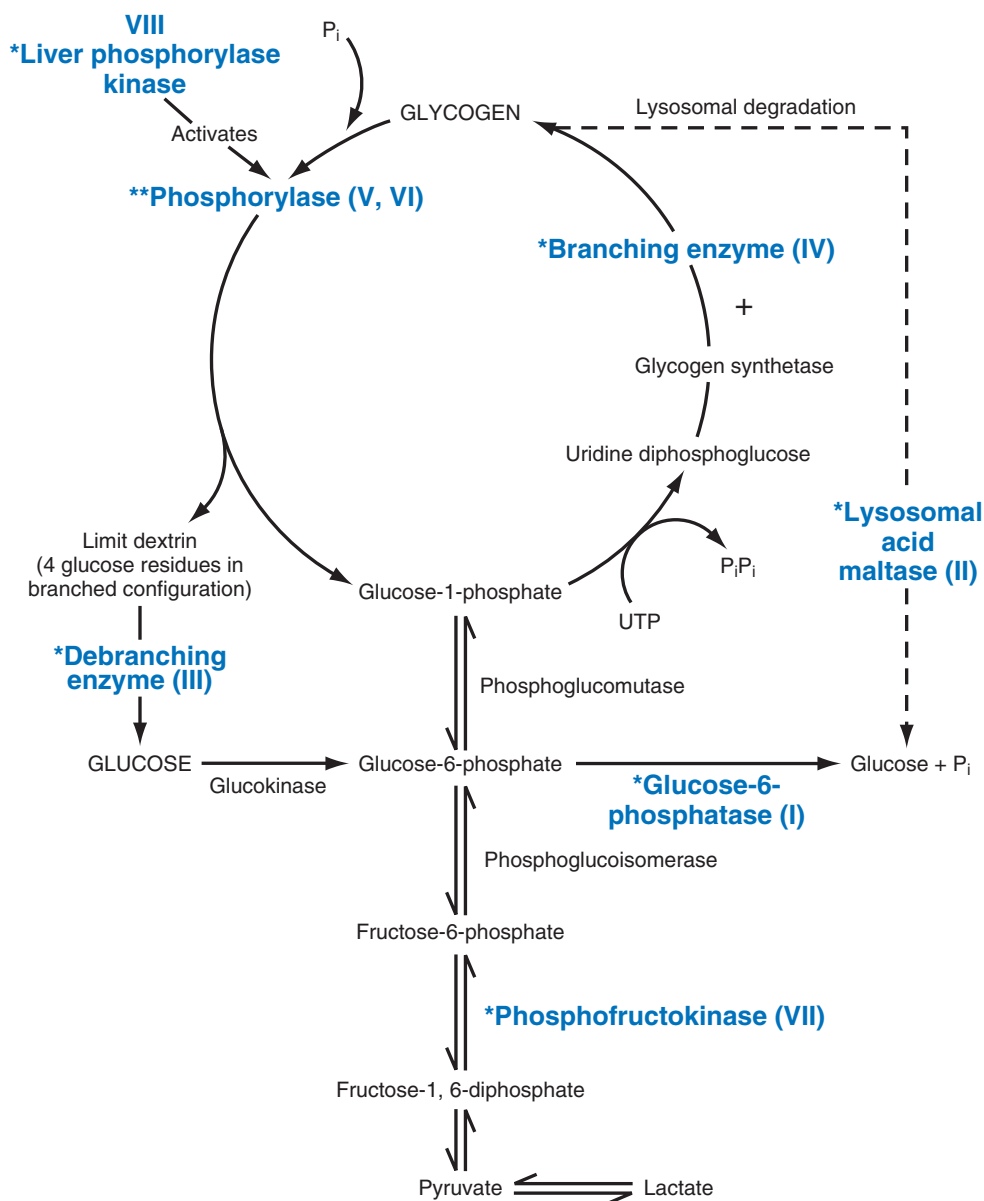 VIII
*Liver phosphorylase
kinase
Pi
GLYCOGEN
Lysosomal degradation
Activates
**Phosphorylase (V, VI)
*Branching enzyme (IV)
+
Glycogen synthetase
Uridine diphosphoglucose
*Lysosomal
acid
maltase (II)
Limit dextrin
(4 glucose residues in
branched configuration)
PiPi
Glucose-1-phosphate
UTP
*Debranching
enzyme (III)
Phosphoglucomutase
GLUCOSE
Glucokinase
Glucose-6-phosphate
*Glucose-6-
phosphatase (I)
Glucose + Pi
Phosphoglucoisomerase
Fructose-6-phosphate
*Phosphofructokinase (VII)
Fructose-1, 6-diphosphate
Pyruvate
Lactate